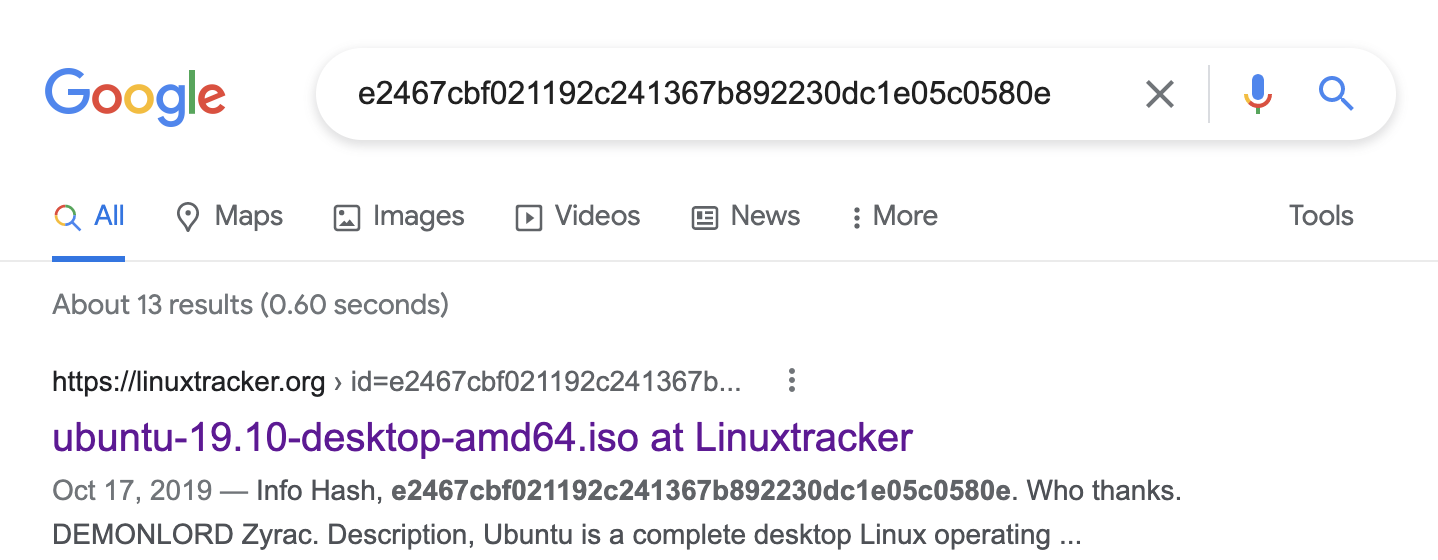 Google e2467cbf021192c241367b892230dc1e05c0580e
All Maps Images Videos News More Tools
About 13 results (0.60 seconds)
https://linuxtracker.org › id=e2467cbf021192c241367b...
ubuntu-19.10-desktop-amd64.iso at Linuxtracker
Oct 17, 2019 — Info Hash, e2467cbf021192c241367b892230dc1e05c0580e. Who thanks.
DEMONLORD Zyrac. Description, Ubuntu is a complete desktop Linux operating ...